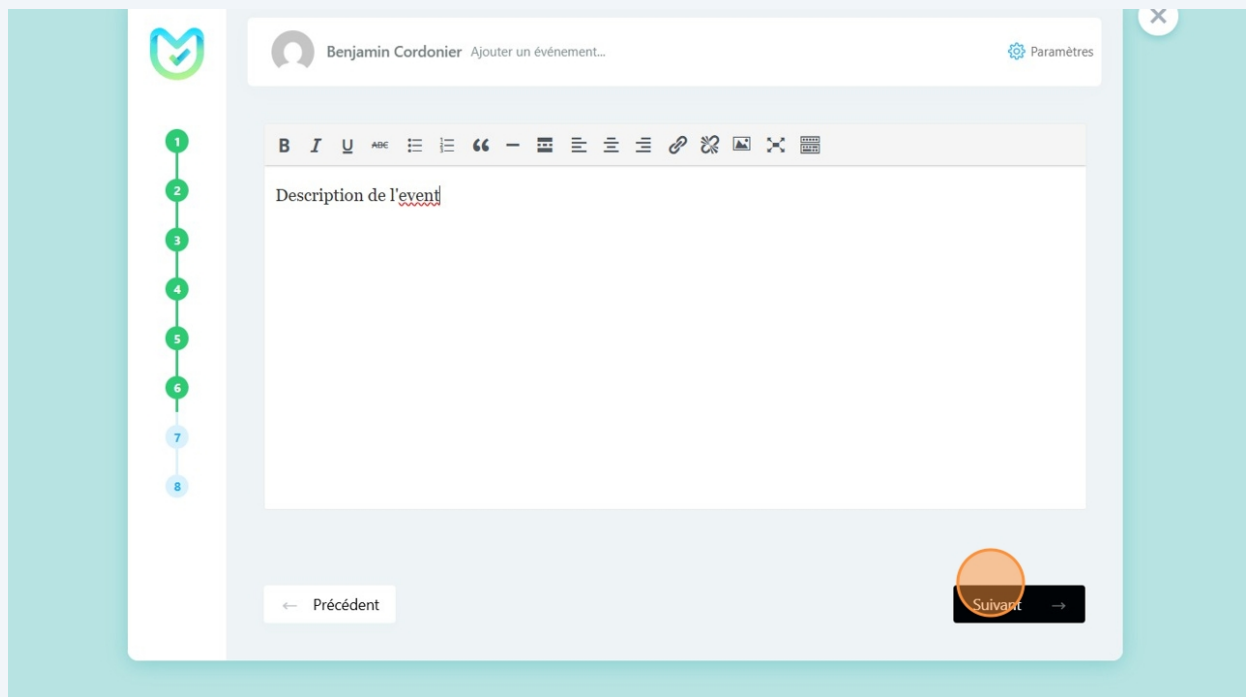 Benjamin Cordonier Ajouter un événement... Paramètres
B I U ABC
Description de l'event
1
2
3
4
5
6
7
8
Précédent Suivant